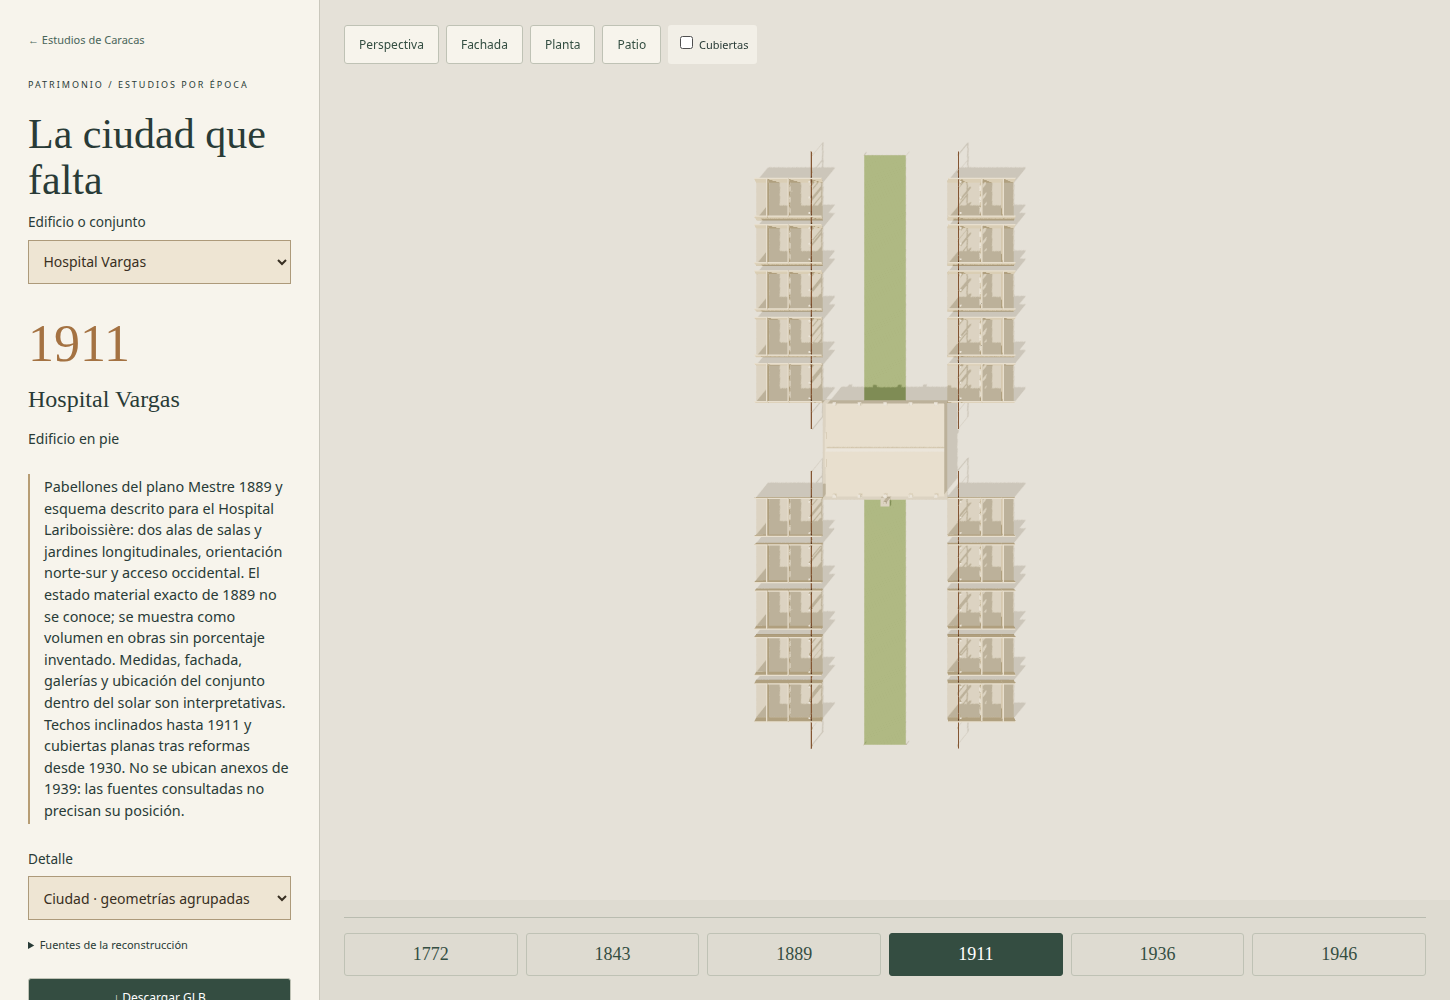 ← Estudios de Caracas
PATRIMONIO / ESTUDIOS POR ÉPOCA
La ciudad que
falta
Edificio o conjunto
Hospital Vargas
1911
Hospital Vargas
Edificio en pie
Pabellones del plano Mestre 1889 y
esquema descrito para el Hospital
Lariboissière: dos alas de salas y
jardines longitudinales, orientación
norte-sur y acceso occidental. El
estado material exacto de 1889 no
se conoce; se muestra como
volumen en obras sin porcentaje
inventado. Medidas, fachada,
galerías y ubicación del conjunto
dentro del solar son interpretativas.
Techos inclinados hasta 1911 y
cubiertas planas tras reformas
desde 1930. No se ubican anexos de
1939: las fuentes consultadas no
precisan su posición.
Detalle
Ciudad · geometrías agrupadas
Fuentes de la reconstrucción
↓ Descargar GLB
Perspectiva
Fachada
Planta
Patio
Cubiertas
1772
1843
1889
1911
1936
1946